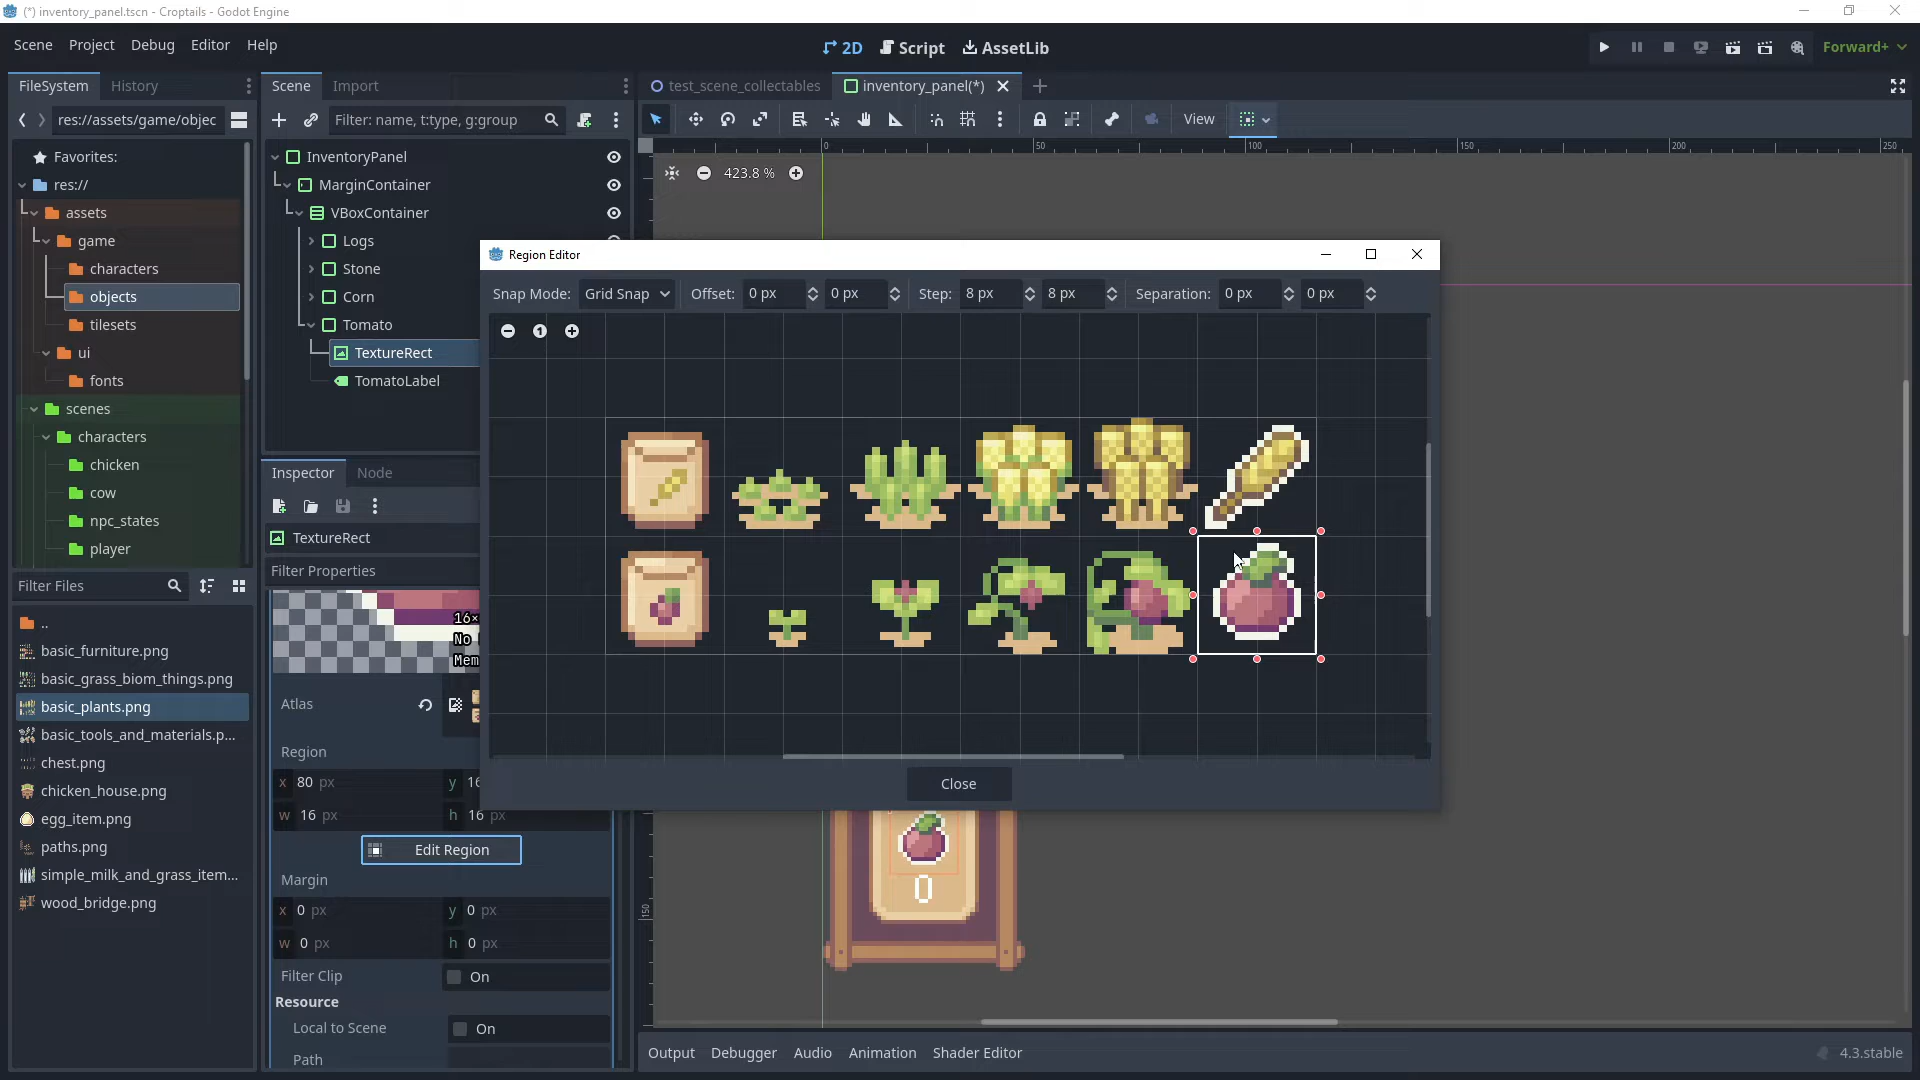 (*) inventory_panel.tscn - Croptails - Godot Engine
Scene Project Debug Editor Help
2D Script AssetLib
Forward+
FileSystem History
Scene Import
test_scene_collectables inventory_panel(*)
res://assets/game/objec
Filter: name, t:type, g:group
View
0 50 100 150 200 250
423.8 %
Favorites:
res://
assets
game
characters
objects
tilesets
ui
fonts
scenes
characters
chicken
cow
npc_states
player
InventoryPanel
MarginContainer
VBoxContainer
Logs
Stone
Corn
Tomato
TextureRect
TomatoLabel
Region Editor
Snap Mode: Grid Snap Offset: 0 px 0 px Step: 8 px 8 px Separation: 0 px 0 px
1
Close
Filter Files
..
basic_furniture.png
basic_grass_biom_things.png
basic_plants.png
basic_tools_and_materials.p...
chest.png
chicken_house.png
egg_item.png
paths.png
simple_milk_and_grass_item...
wood_bridge.png
Inspector Node
TextureRect
Filter Properties
16×
No
Mem
Atlas
Region
x 80 px y 16
w 16 px h 16 px
Edit Region
Margin
x 0 px y 0 px
w 0 px h 0 px
Filter Clip On
Resource
Local to Scene On
Path
150
0
Output Debugger Audio Animation Shader Editor
4.3.stable